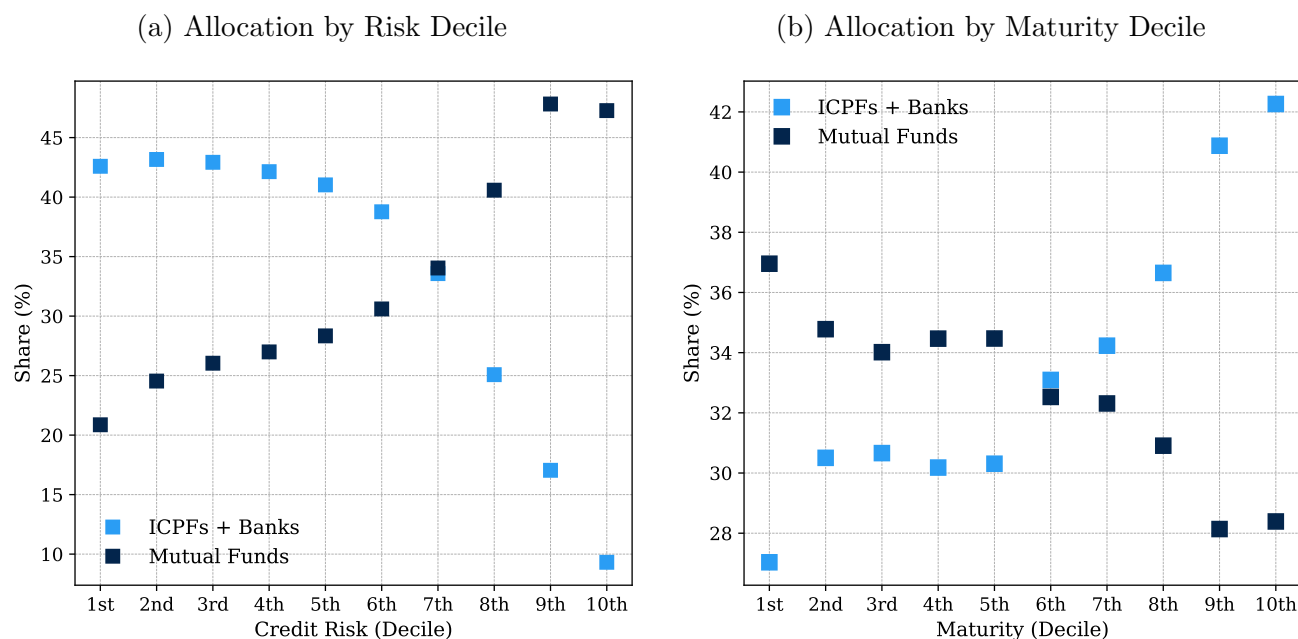 (a) Allocation by Risk Decile
Share (%)
45
40
35
30
25
20
15
10
ICPFs + Banks
Mutual Funds
1st 2nd 3rd 4th 5th 6th 7th 8th 9th 10th
Credit Risk (Decile)
(b) Allocation by Maturity Decile
Share (%)
42
40
38
36
34
32
30
28
ICPFs + Banks
Mutual Funds
1st 2nd 3rd 4th 5th 6th 7th 8th 9th 10th
Maturity (Decile)